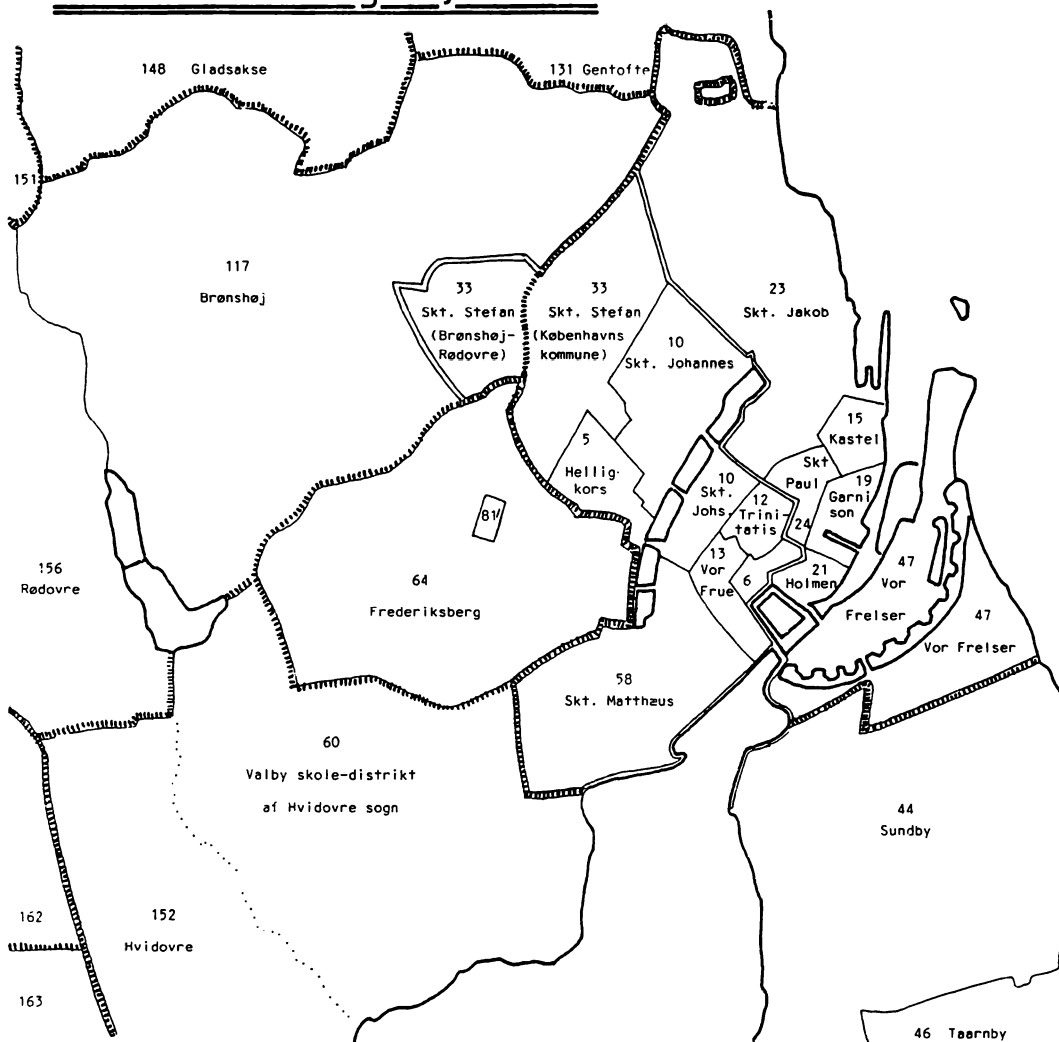 148 Gladsakse
131 Gentofte
151
117
Brønshøj
33
Skt. Stefan
(Brønshøj-
Rødovre)
33
Skt. Stefan
(Københavns
kommune)
23
Skt. Jakob
10
Skt. Johannes
5
Hellig-
kors
15
Kastel
Skt
Paul
24
19
Garni
son
10
Skt.
Johs.
12
Trini-
tatis
13
Vor
Frue
6
21
Holmen
47
Vor
Frelser
47
Vor Frelser
81
64
Frederiksberg
156
Rødovre
58
Skt. Matthæus
60
Valby skole-distrikt
af Hvidovre sogn
44
Sundby
162
152
Hvidovre
163
46 Taarnby